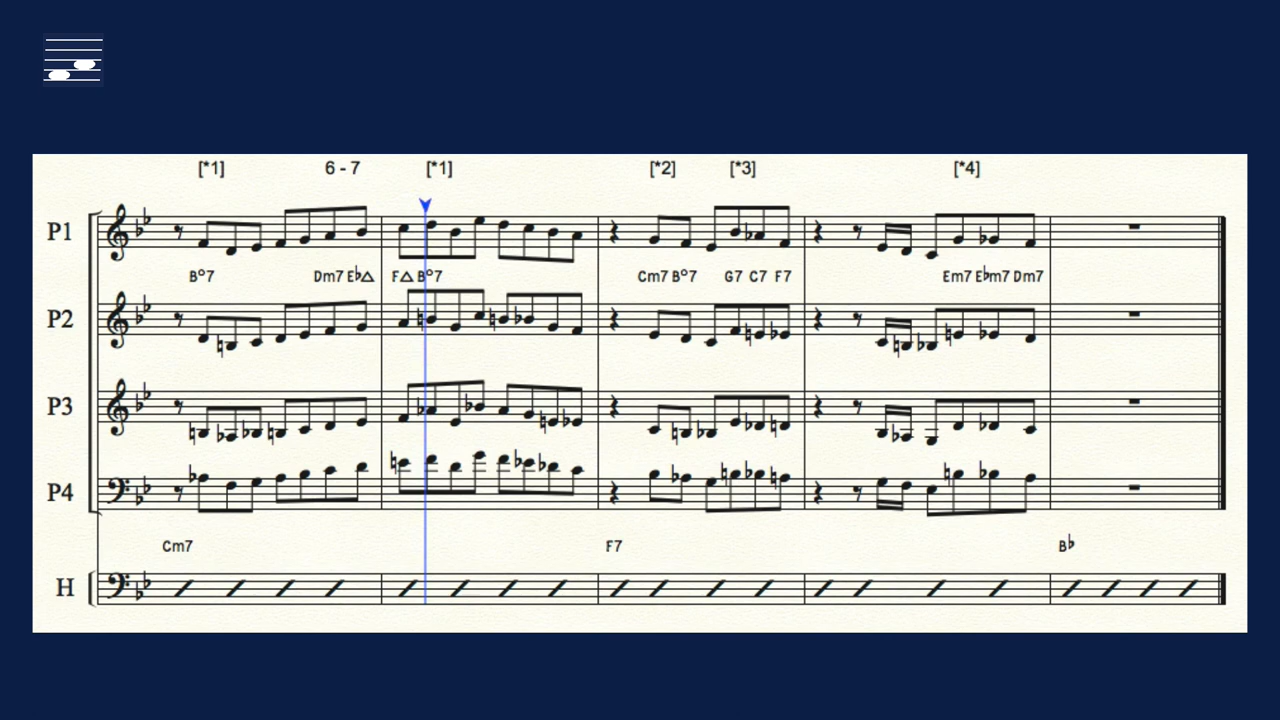 [*1] 6 - 7 [*1] [*2] [*3] [*4]
P1
B°7 Dm7 E♭△ F△ B°7 Cm7 B°7 G7 C7 F7 Em7 E♭m7 Dm7
P2
P3
P4
Cm7 F7 B♭
H